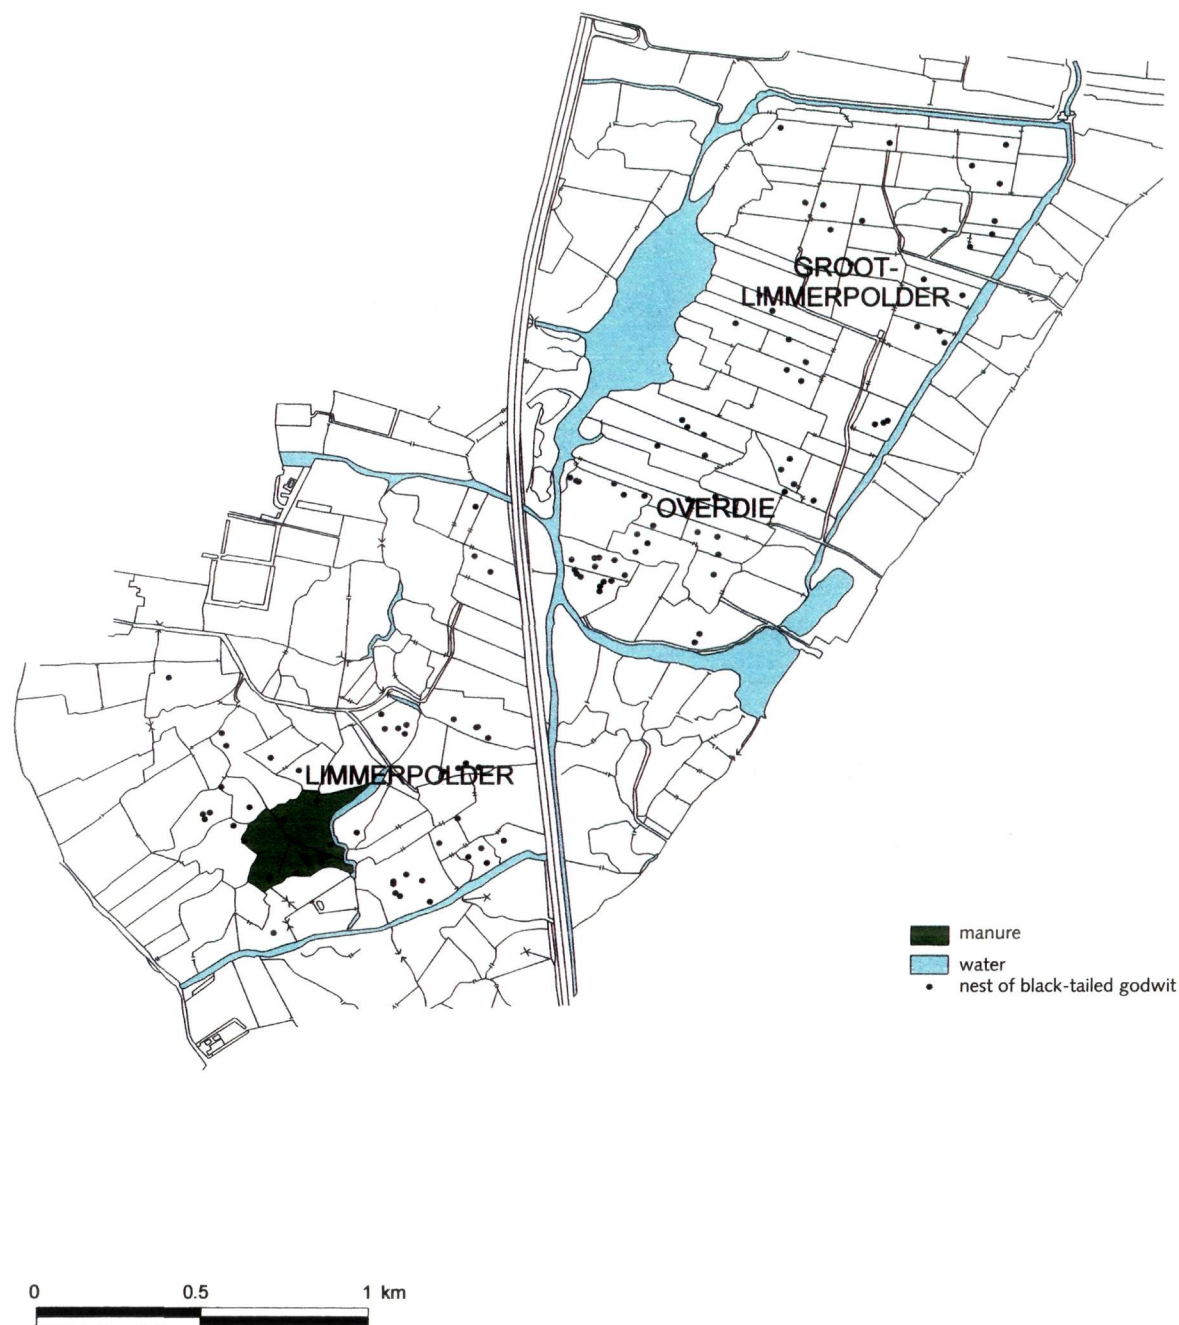 GROOT-
LIMMERPOLDER
OVERDIE
LIMMERPOLDER
manure
water
nest of black-tailed godwit
0 0.5 1 km